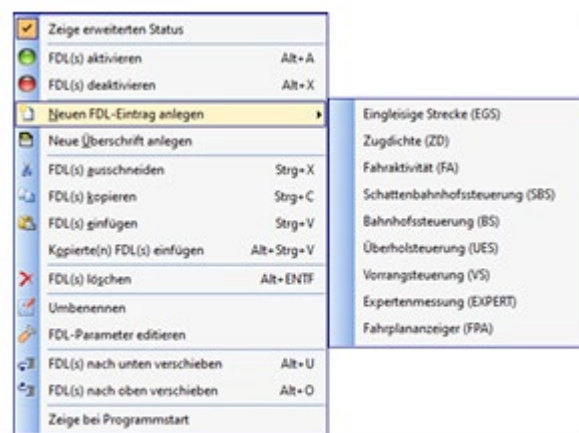 Zeige erweiterten Status
FDL(s) aktivieren Alt+A
FDL(s) deaktivieren Alt+X
Neuen FDL-Eintrag anlegen
Neue Überschrift anlegen
FDL(s) ausschneiden Strg+X
FDL(s) kopieren Strg+C
FDL(s) einfügen Strg+V
Kopierte(n) FDL(s) einfügen Alt+Strg+V
FDL(s) löschen Alt+ENTF
Umbenennen
FDL-Parameter editieren
FDL(s) nach unten verschieben Alt+U
FDL(s) nach oben verschieben Alt+O
Zeige bei Programmstart
Eingleisige Strecke (EGS)
Zugdichte (ZD)
Fahraktivität (FA)
Schattenbahnhofssteuerung (SBS)
Bahnhofssteuerung (BS)
Überholsteuerung (UES)
Vorrangsteuerung (VS)
Expertenmessung (EXPERT)
Fahrplananzeiger (FPA)